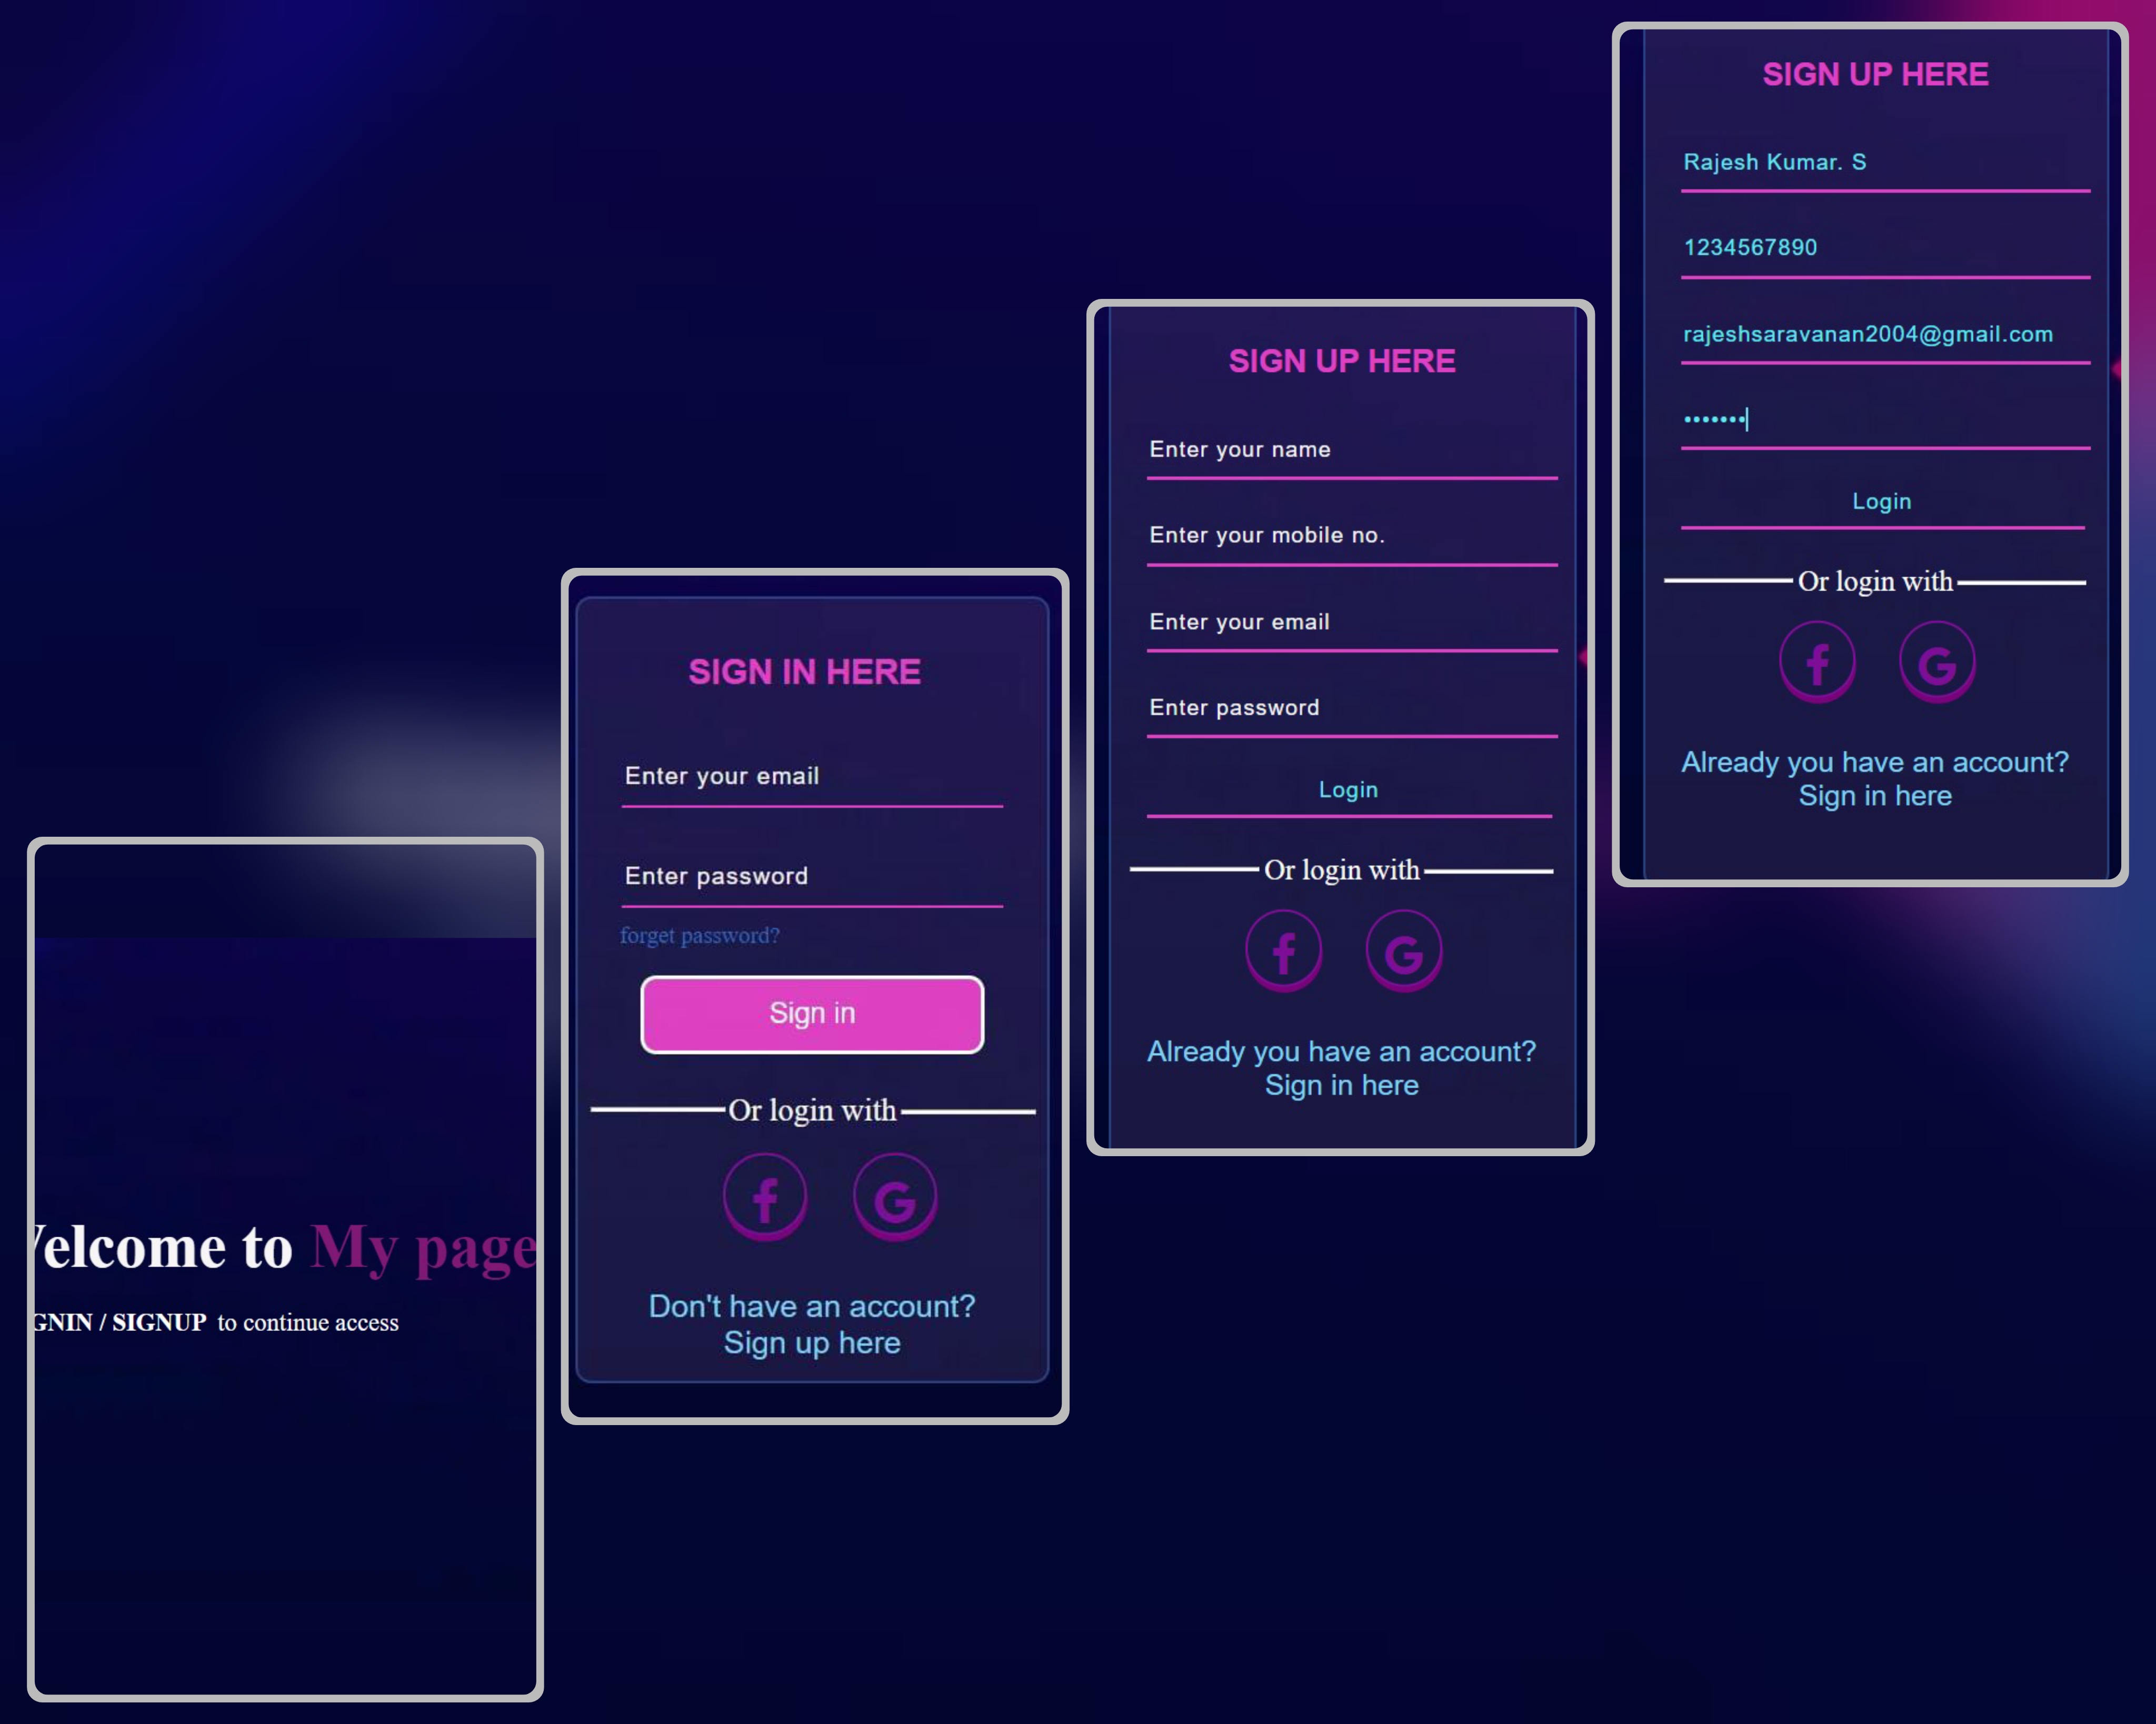 elcome to My page
GNIN / SIGNUP to continue access
SIGN IN HERE
Enter your email
Enter password
forget password?
Sign in
Or login with
f G
Don't have an account?
Sign up here
SIGN UP HERE
Enter your name
Enter your mobile no.
Enter your email
Enter password
Login
Or login with
f G
Already you have an account?
Sign in here
SIGN UP HERE
Rajesh Kumar. S
1234567890
rajeshsaravanan2004@gmail.com
•••••••
Login
Or login with
f G
Already you have an account?
Sign in here